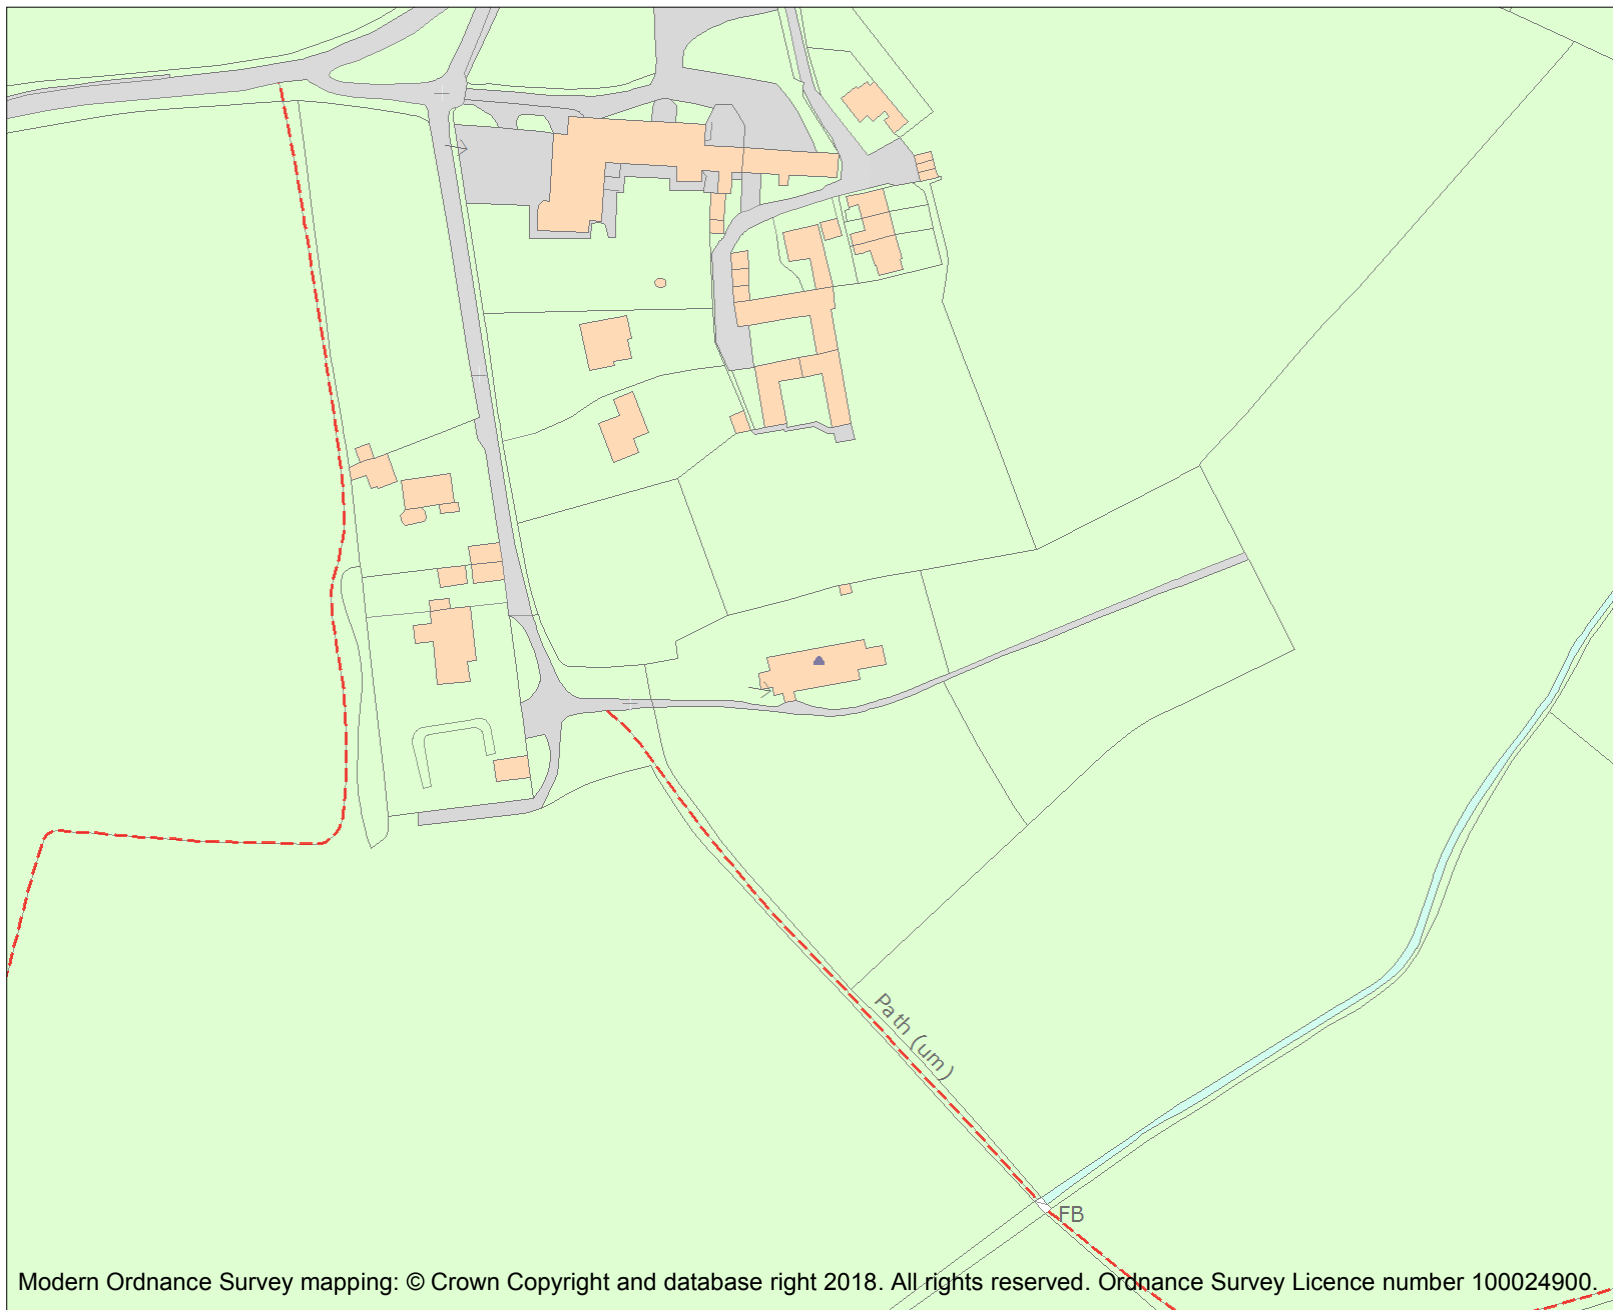 Path (um)
FB
Modern Ordnance Survey mapping: © Crown Copyright and database right 2018. All rights reserved. Ordnance Survey Licence number 100024900.